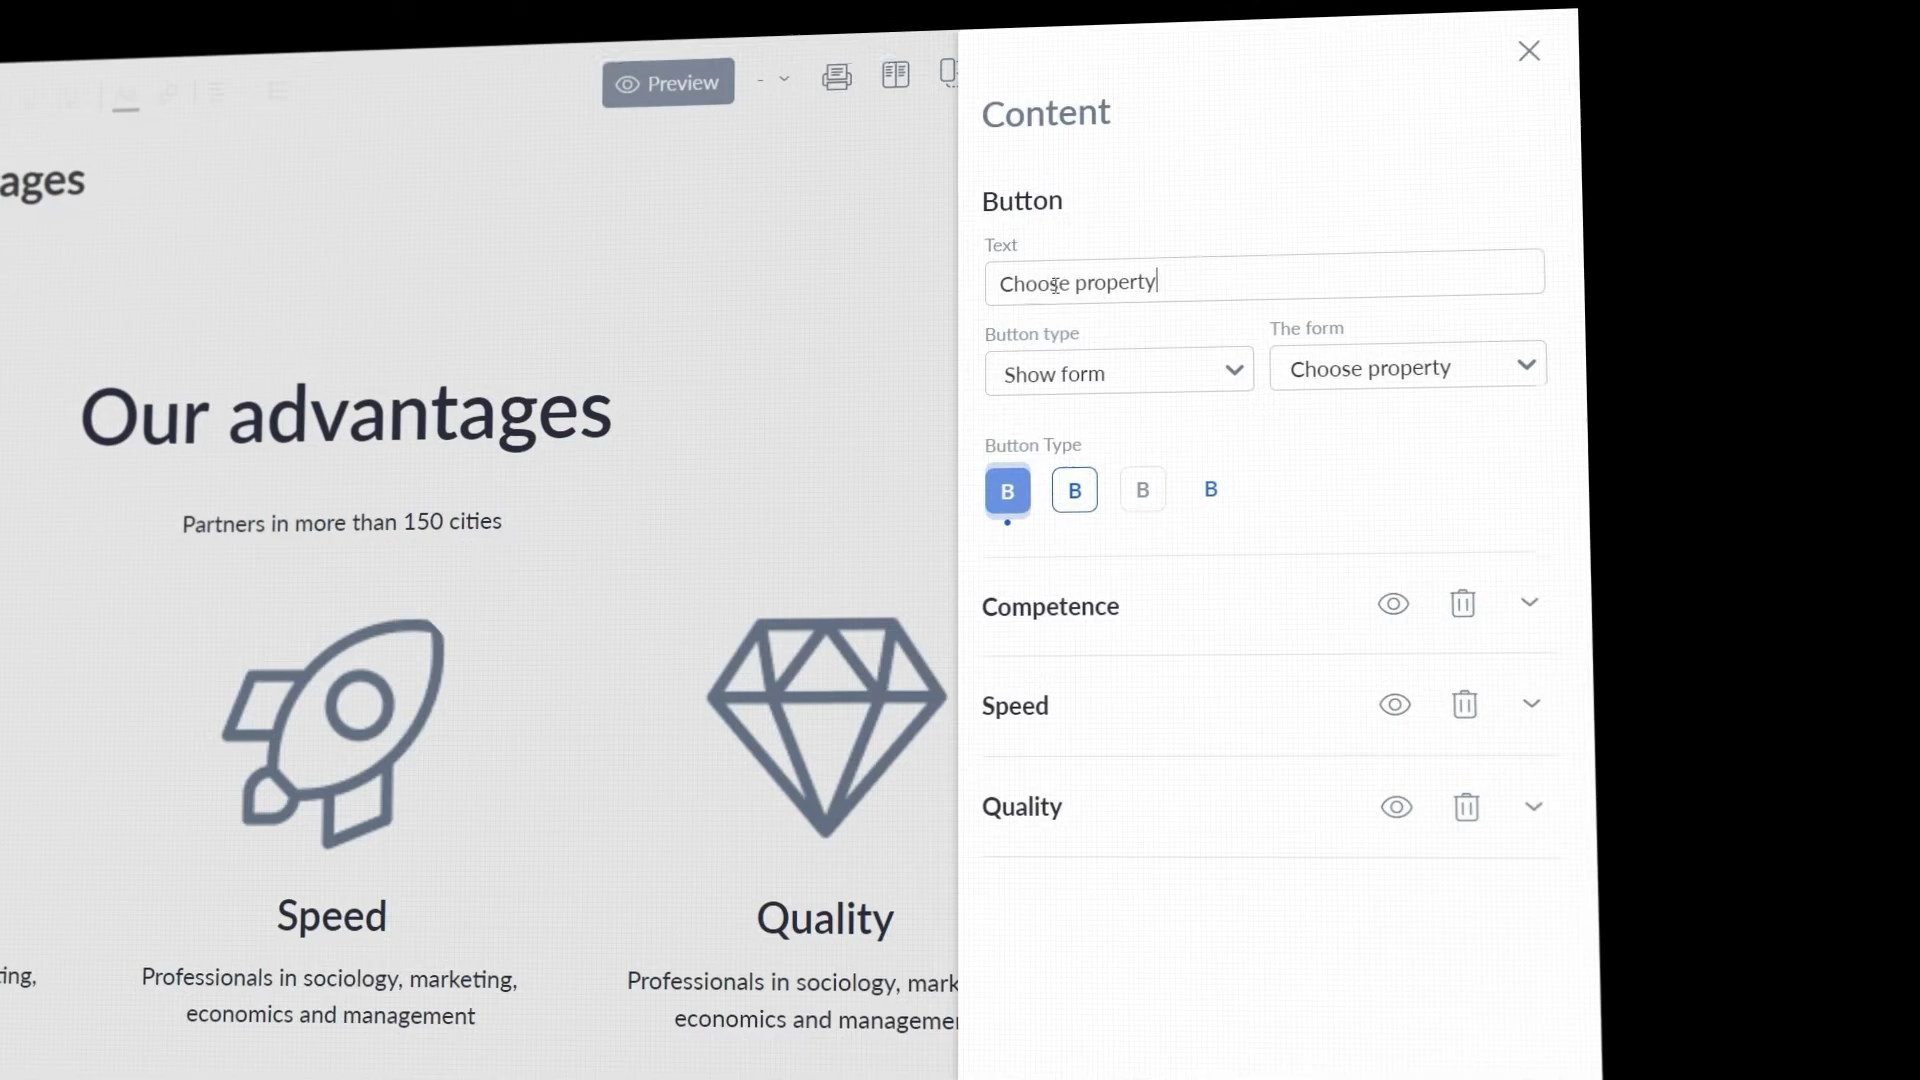 Preview
ages
Our advantages
Partners in more than 150 cities
Speed
Quality
ing,
Professionals in sociology, marketing,
economics and management
Professionals in sociology, mark
economics and managemen
Content
Button
Text
Choose property
Button type
The form
Show form
Choose property
Button Type
B
B
B
B
Competence
Speed
Quality